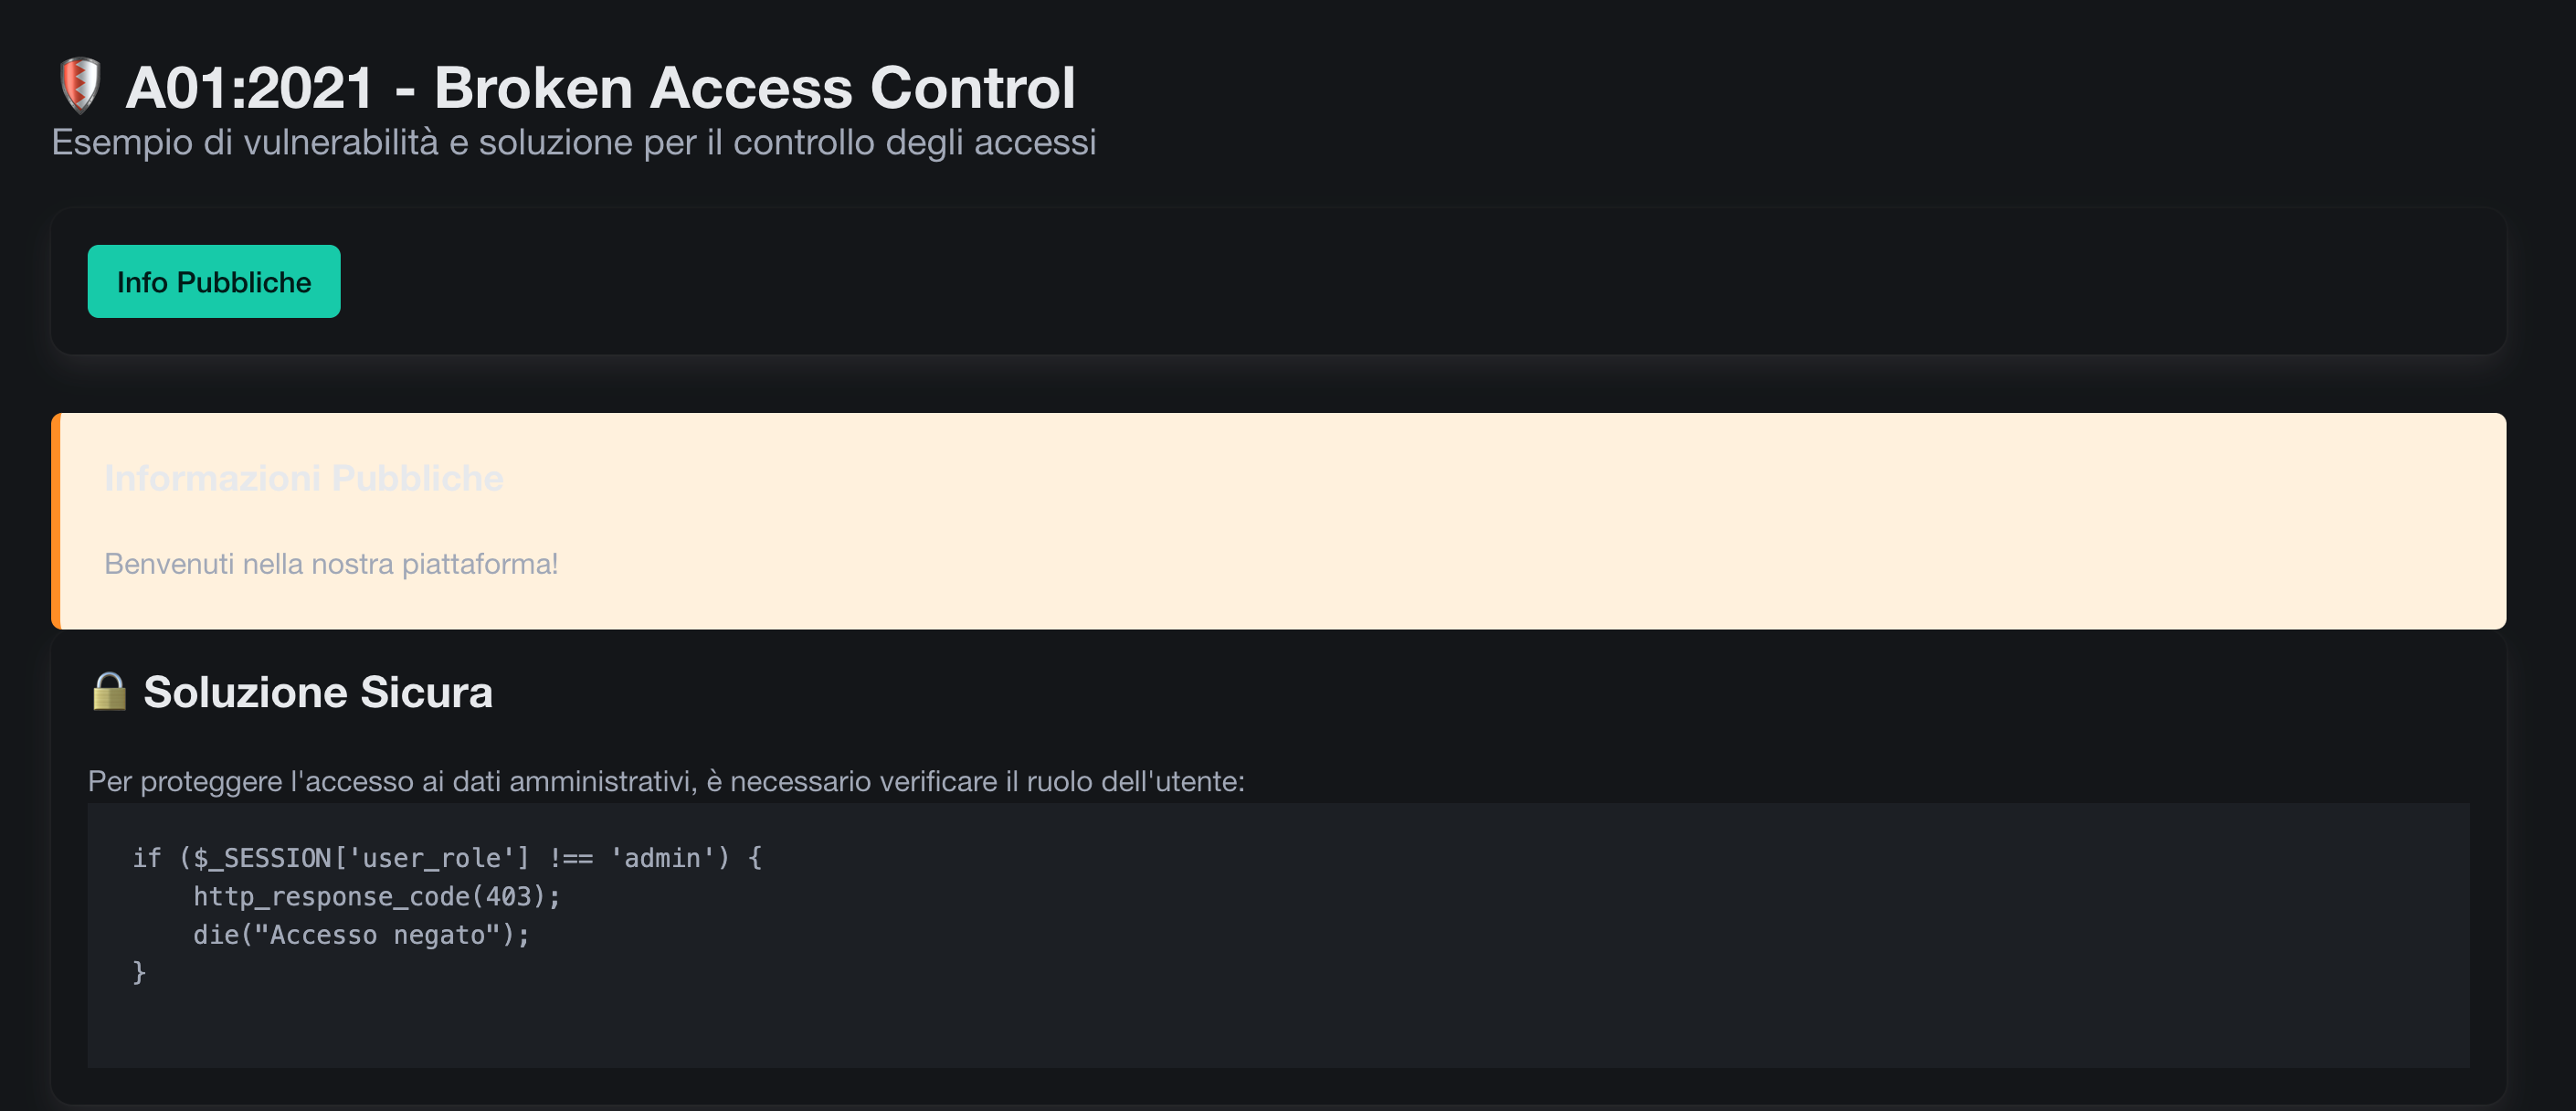 A01:2021 - Broken Access Control
Esempio di vulnerabilità e soluzione per il controllo degli accessi
Info Pubbliche
Informazioni Pubbliche
Benvenuti nella nostra piattaforma!
Soluzione Sicura
Per proteggere l'accesso ai dati amministrativi, è necessario verificare il ruolo dell'utente:
if ($_SESSION['user_role'] !== 'admin') {
    http_response_code(403);
    die("Accesso negato");
}